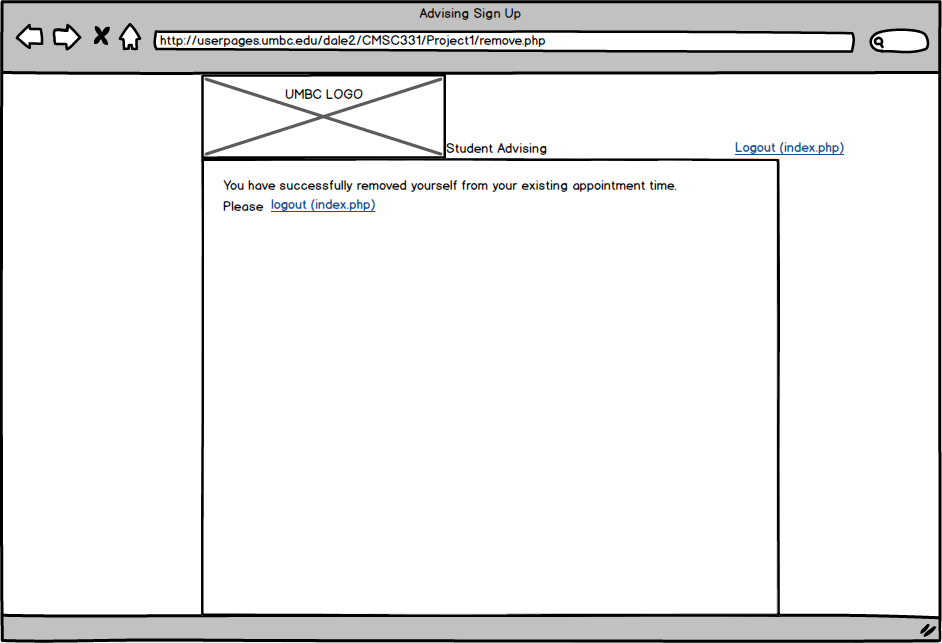 Advising Sign Up
http://userpages.umbc.edu/dale2/CMSC331/Project1/remove.php
UMBC LOGO
Student Advising
Logout (index.php)
You have successfully removed yourself from your existing appointment time.
Please logout (index.php)